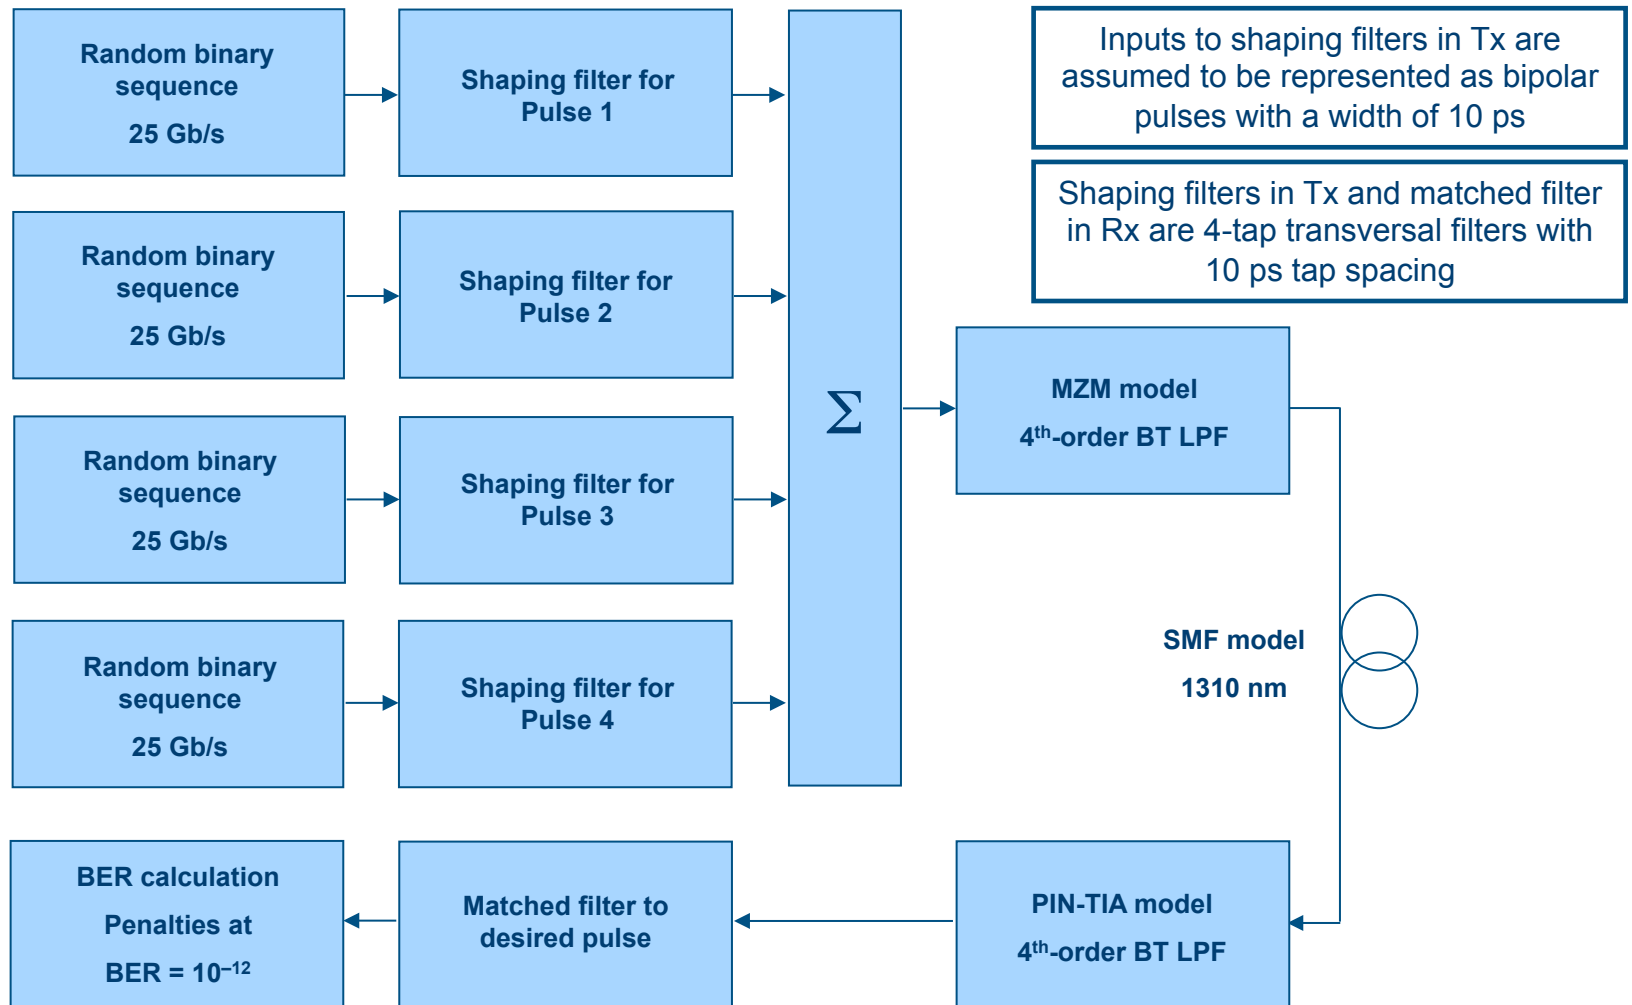 Random binary
sequence
25 Gb/s
Shaping filter for
Pulse 1
Inputs to shaping filters in Tx are
assumed to be represented as bipolar
pulses with a width of 10 ps
Shaping filters in Tx and matched filter
in Rx are 4-tap transversal filters with
10 ps tap spacing
Random binary
sequence
25 Gb/s
Shaping filter for
Pulse 2
Σ
MZM model
4th-order BT LPF
Random binary
sequence
25 Gb/s
Shaping filter for
Pulse 3
Random binary
sequence
25 Gb/s
Shaping filter for
Pulse 4
SMF model
1310 nm
BER calculation
Penalties at
BER = 10–12
Matched filter to
desired pulse
PIN-TIA model
4th-order BT LPF